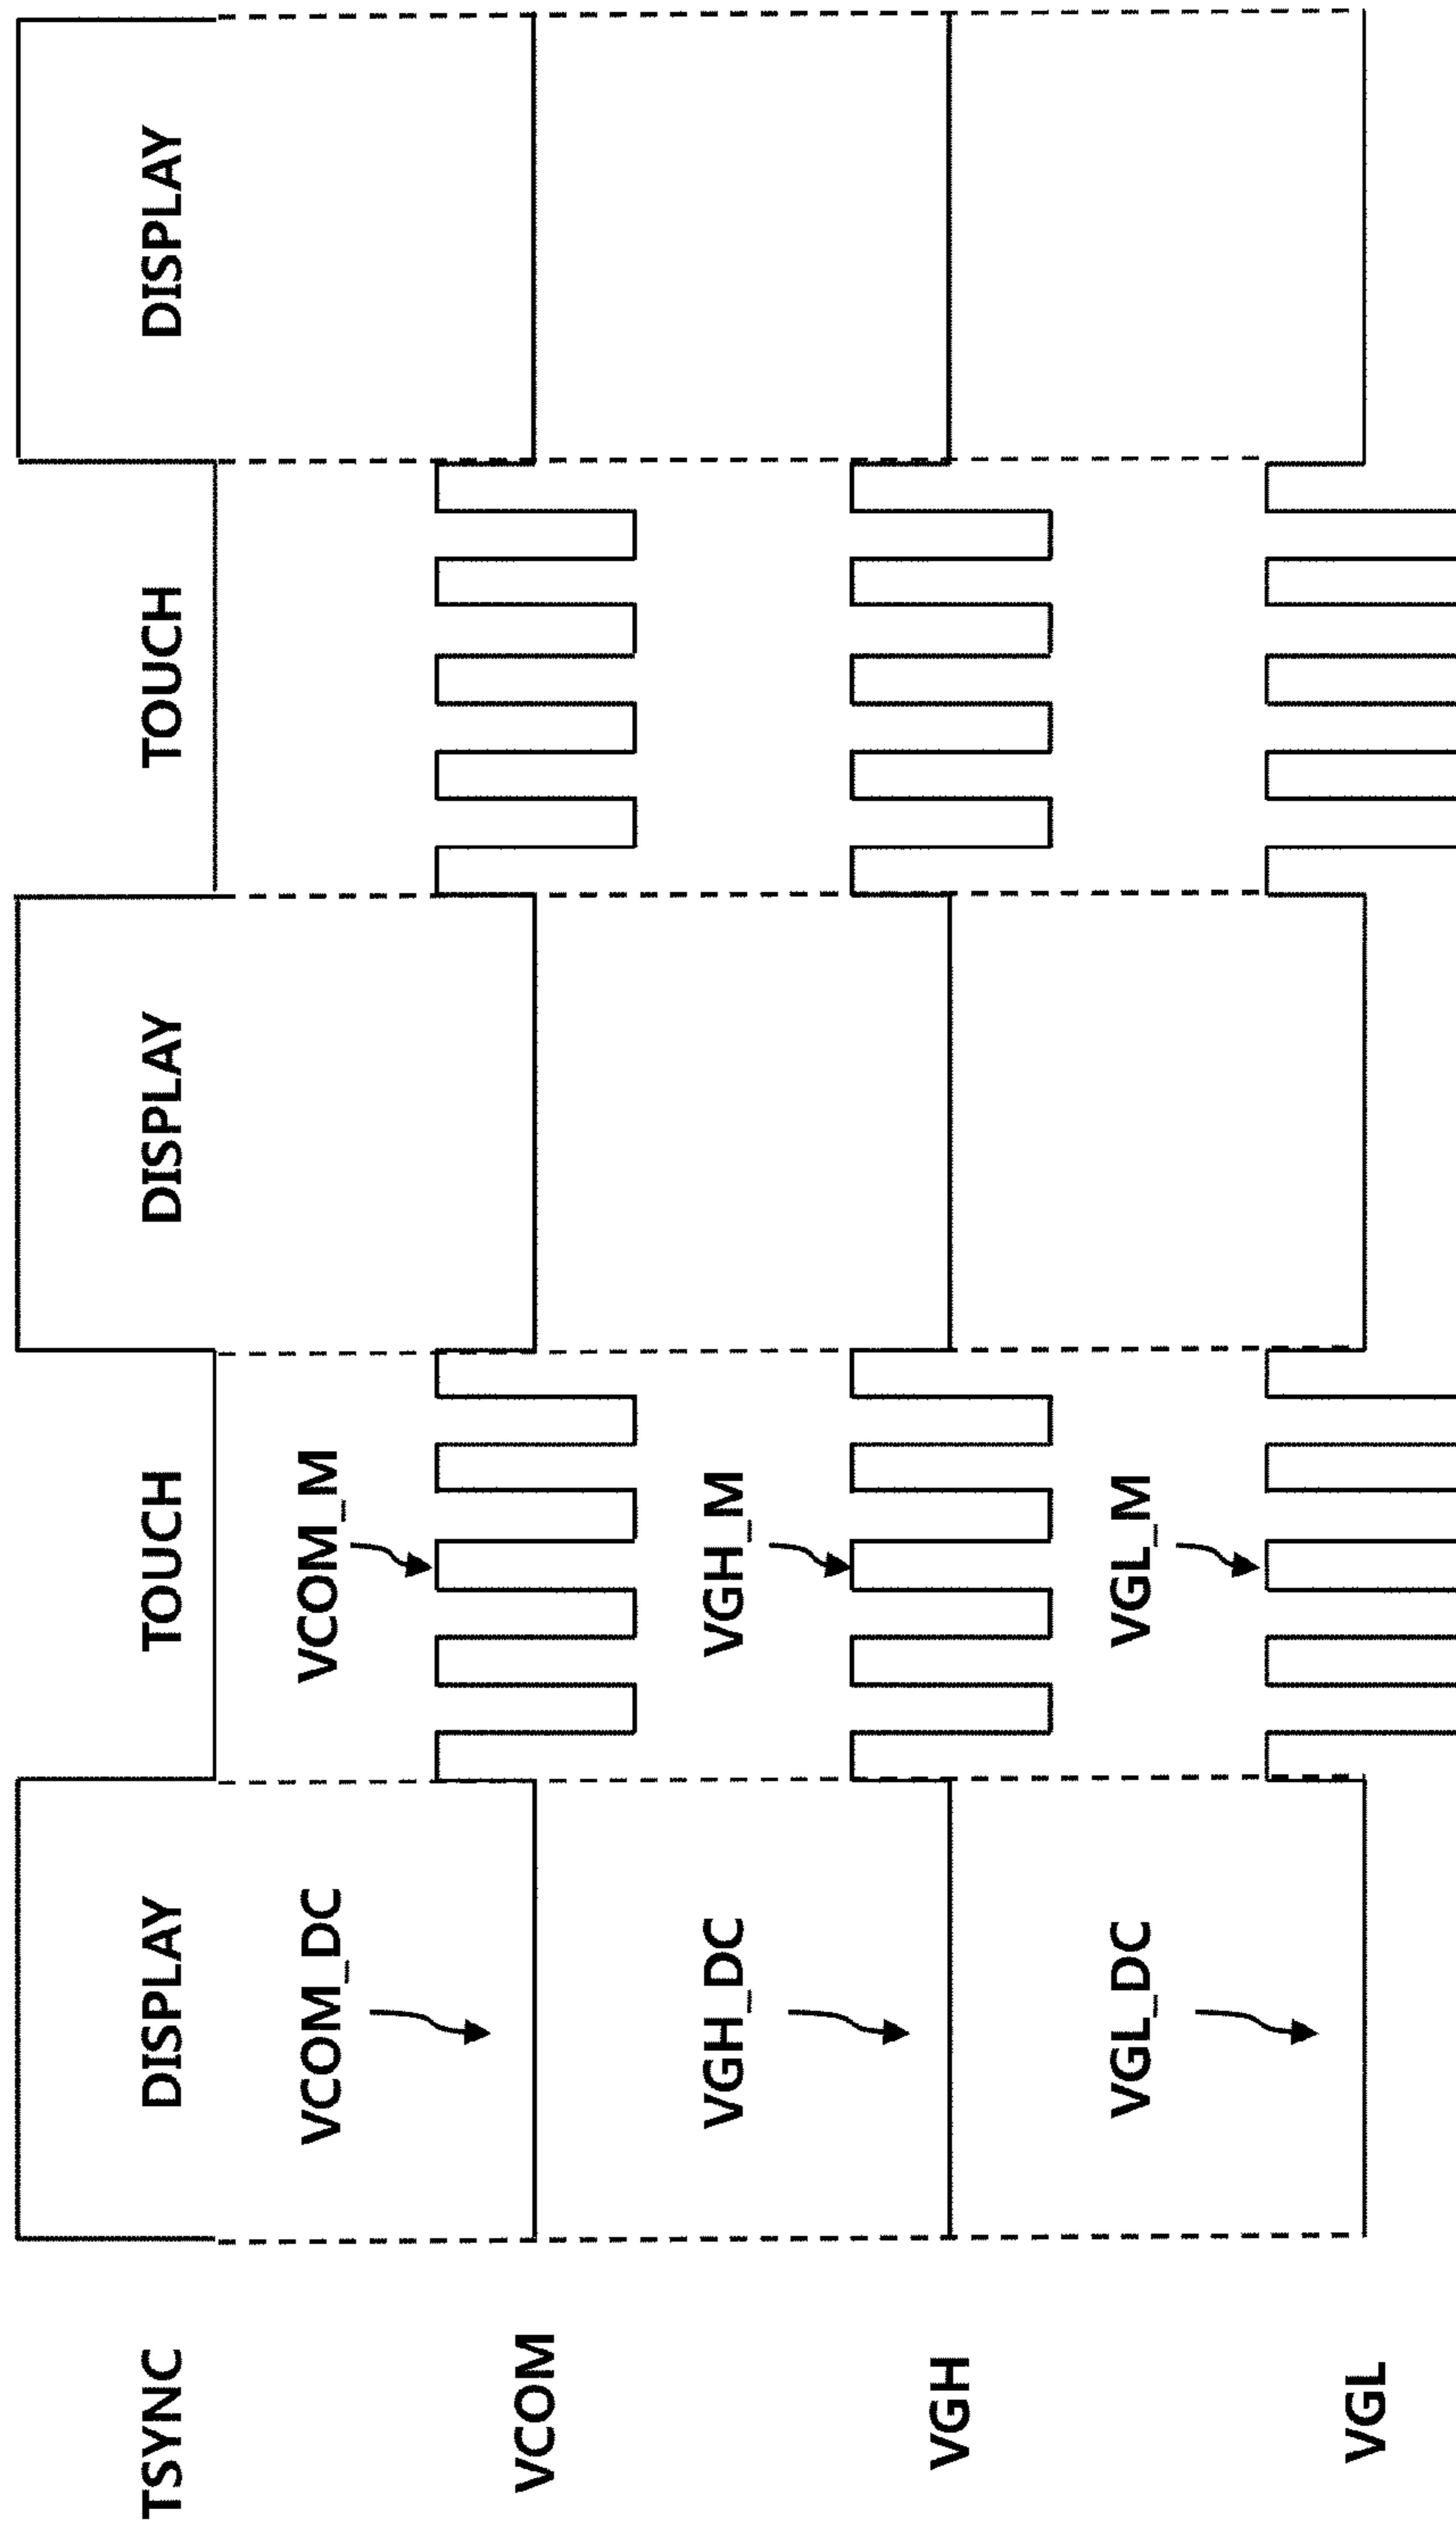 TSYNC
DISPLAY
TOUCH
DISPLAY
TOUCH
DISPLAY
VCOM_DC
VCOM_M
VCOM
VGH_DC
VGH_M
VGH
VGL_DC
VGL_M
VGL